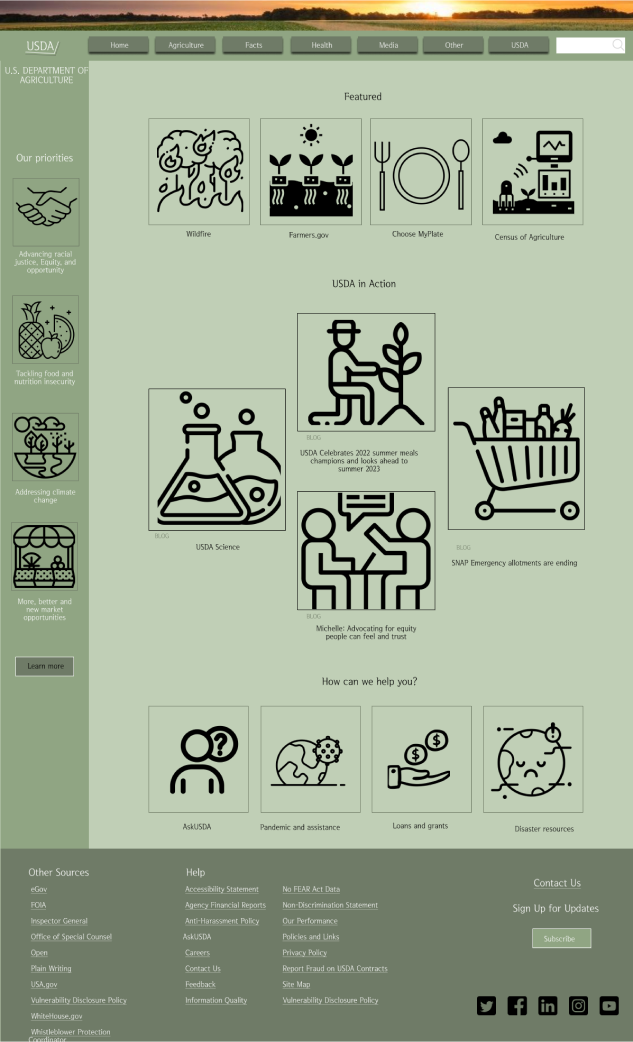 USDA/
Home
Agriculture
Facts
Health
Media
Other
USDA
U.S. DEPARTMENT OF
AGRICULTURE
Our priorities
Advancing racial
justice, Equity, and
opportunity
Tackling food and
nutrition insecurity
Addressing climate
change
More, better and
new market
opportunities
Learn more
Featured
Wildfire
Farmers.gov
Choose MyPlate
Census of Agriculture
USDA in Action
BLOG
USDA Celebrates 2022 summer meals
champions and looks ahead to
summer 2023
BLOG
USDA Science
BLOG
SNAP Emergency allotments are ending
BLOG
Michelle: Advocating for equity
people can feel and trust
How can we help you?
AskUSDA
Pandemic and assistance
Loans and grants
Disaster resources
Other Sources
eGov
FOIA
Inspector General
Office of Special Counsel
Open
Plain Writing
USA.gov
Vulnerability Disclosure Policy
WhiteHouse.gov
Whistleblower Protection
Coordinator
Help
Accessibility Statement
Agency Financial Reports
Anti-Harassment Policy
AskUSDA
Careers
Contact Us
Feedback
Information Quality
No FEAR Act Data
Non-Discrimination Statement
Our Performance
Policies and Links
Privacy Policy
Report Fraud on USDA Contracts
Site Map
Vulnerability Disclosure Policy
Contact Us
Sign Up for Updates
Subscribe